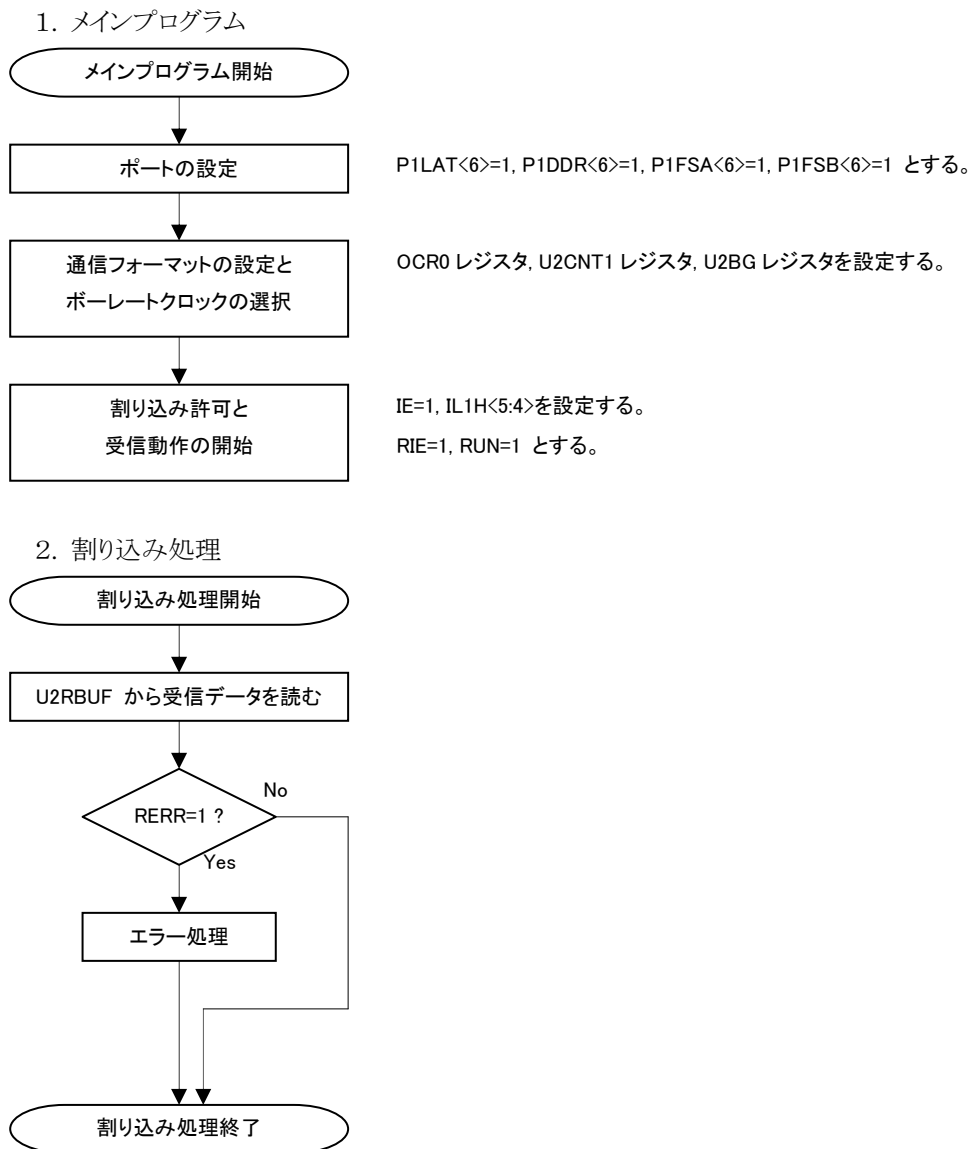 1. メインプログラム
メインプログラム開始
ポートの設定
P1LAT<6>=1, P1DDR<6>=1, P1FSA<6>=1, P1FSB<6>=1 とする。
通信フォーマットの設定と
ボーレートクロックの選択
OCR0 レジスタ, U2CNT1 レジスタ, U2BG レジスタを設定する。
割り込み許可と
受信動作の開始
IE=1, IL1H<5:4>を設定する。
RIE=1, RUN=1 とする。
2. 割り込み処理
割り込み処理開始
U2RBUF から受信データを読む
RERR=1 ?
No
Yes
エラー処理
割り込み処理終了